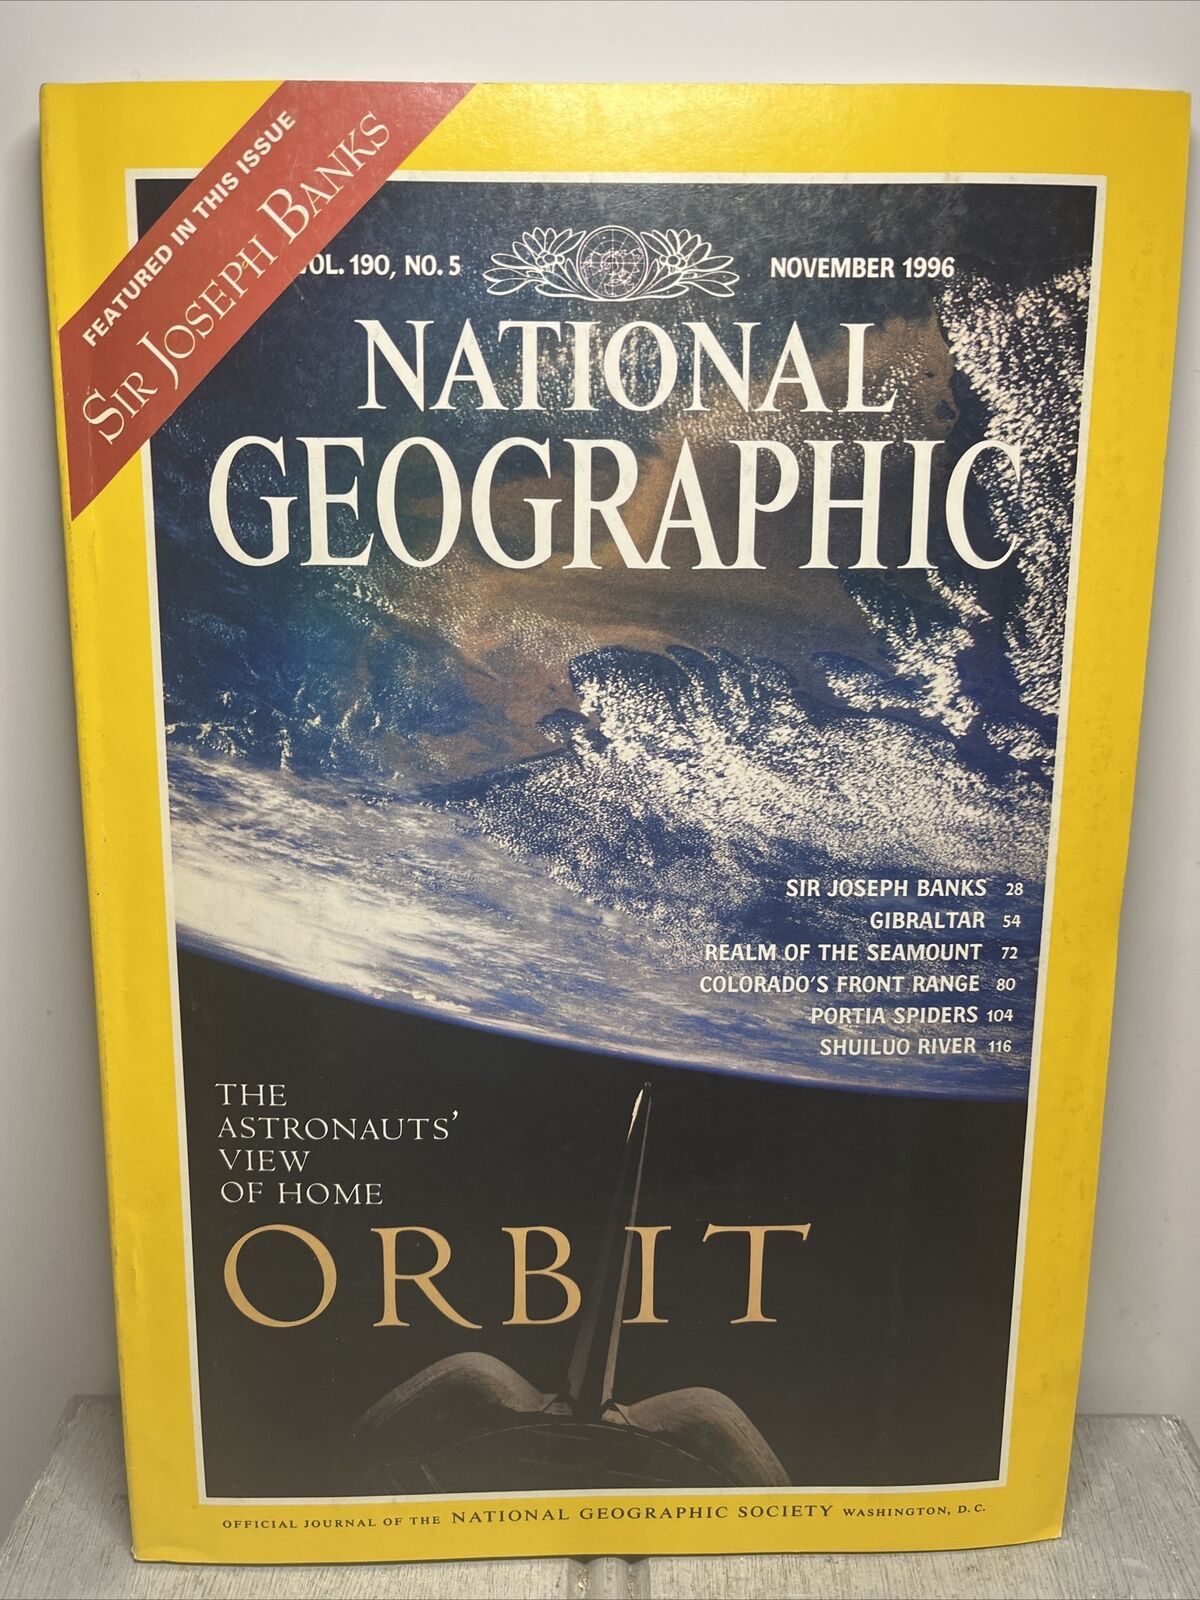 FEATURED IN THIS ISSUE
SIR JOSEPH BANKS
VOL. 190, NO. 5
NOVEMBER 1996
NATIONAL
GEOGRAPHIC
SIR JOSEPH BANKS 28
GIBRALTAR 54
REALM OF THE SEAMOUNT 72
COLORADO'S FRONT RANGE 80
PORTIA SPIDERS 104
SHUILUO RIVER 116
THE
ASTRONAUTS'
VIEW
OF HOME
ORBIT
OFFICIAL JOURNAL OF THE NATIONAL GEOGRAPHIC SOCIETY WASHINGTON, D.C.